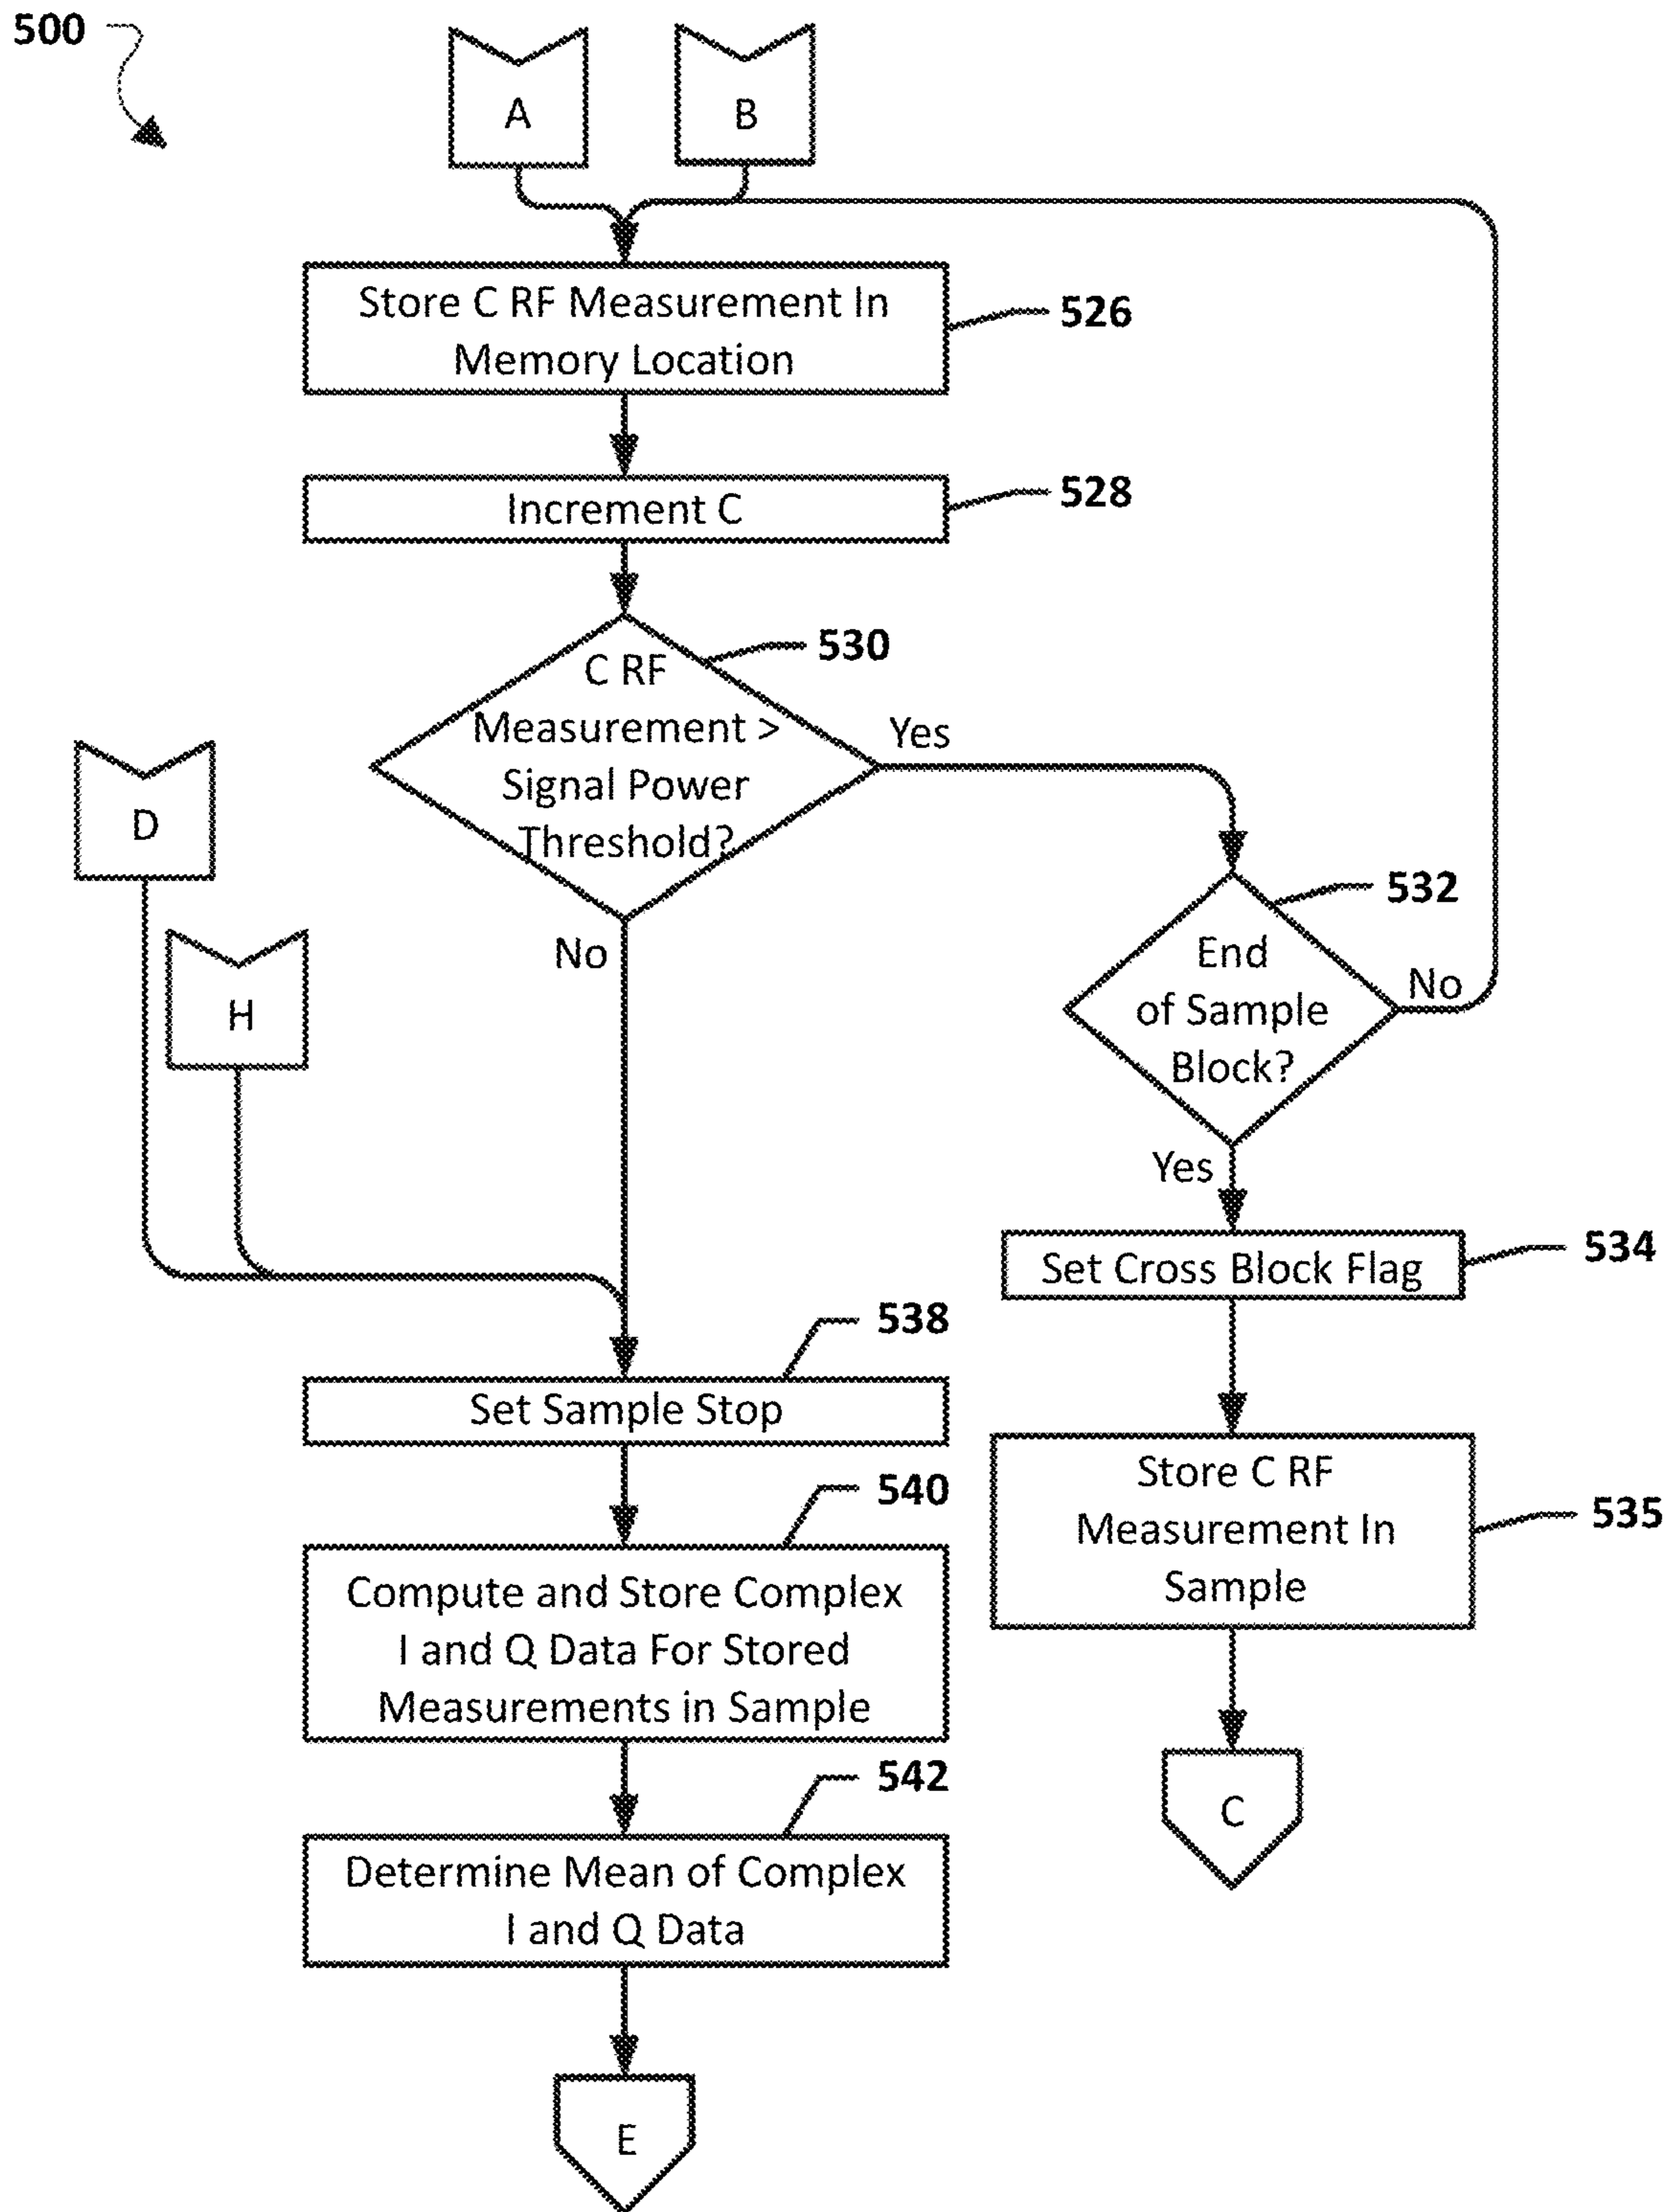 500
A
B
Store C RF Measurement In
Memory Location
526
Increment C
528
C RF
Measurement >
Signal Power
Threshold?
530
Yes
No
D
H
532
End
of Sample
Block?
No
Yes
Set Cross Block Flag
534
538
Set Sample Stop
Store C RF
Measurement In
Sample
535
540
Compute and Store Complex
I and Q Data For Stored
Measurements in Sample
C
542
Determine Mean of Complex
I and Q Data
E